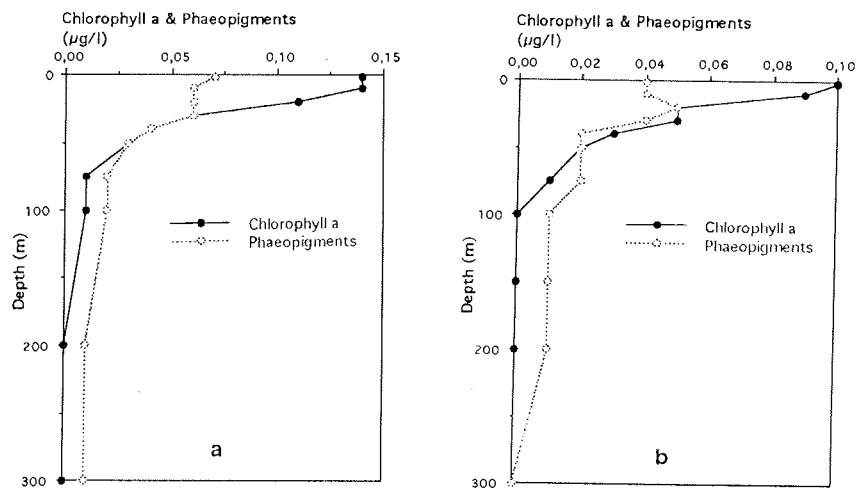 Chlorophyll a & Phaeopigments
(µg/l)
0,00 0,05 0,10 0,15
0
100
200
300
Depth (m)
Chlorophyll a
Phaeopigments
a
Chlorophyll a & Phaeopigments
(µg/l)
0,00 0,02 0,04 0,06 0,08 0,10
0
100
200
300
Depth (m)
Chlorophyll a
Phaeopigments
b